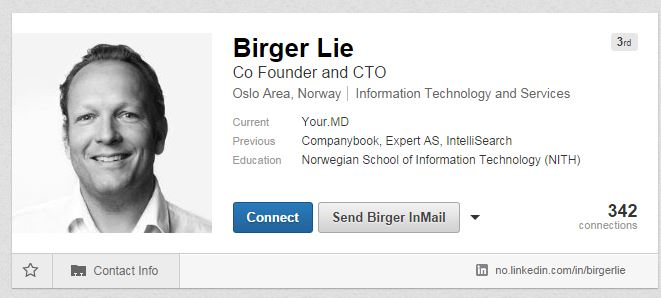 Birger Lie
3rd
Co Founder and CTO
Oslo Area, Norway | Information Technology and Services
Current Your.MD
Previous Companybook, Expert AS, IntelliSearch
Education Norwegian School of Information Technology (NITH)
Connect Send Birger InMail
342
connections
Contact Info
in no.linkedin.com/in/birgerlie